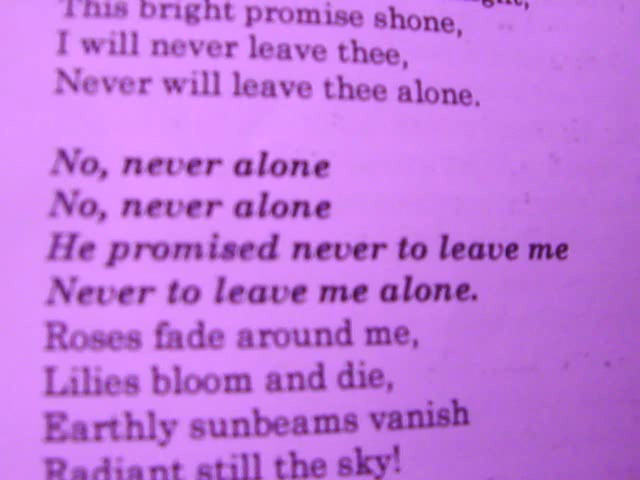 This bright promise shone,
I will never leave thee,
Never will leave thee alone.
No, never alone
No, never alone
He promised never to leave me
Never to leave me alone.
Roses fade around me,
Lilies bloom and die,
Earthly sunbeams vanish
Radiant still the sky!